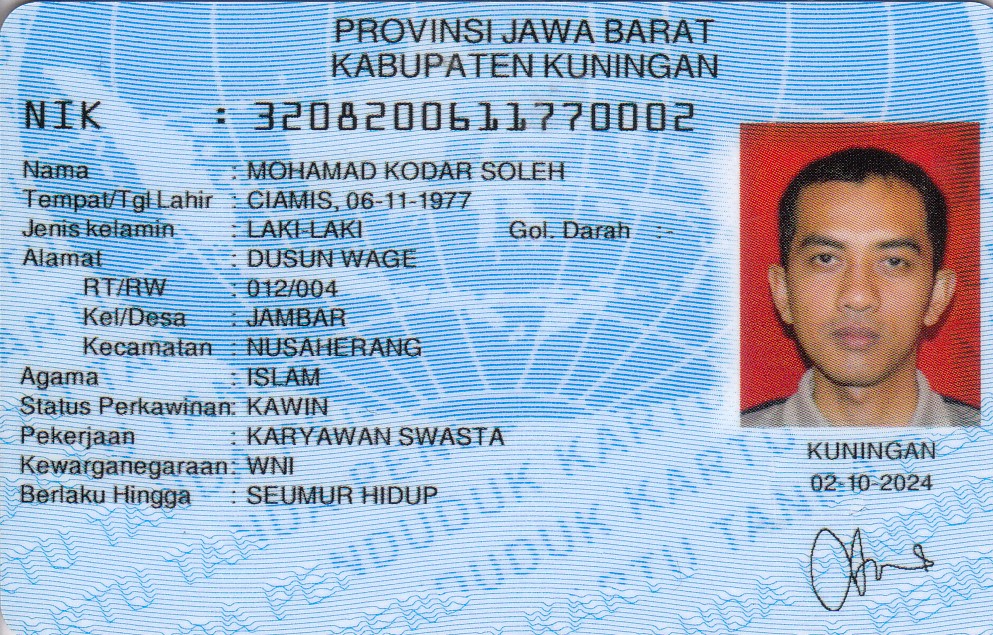 PROVINSI JAWA BARAT
KABUPATEN KUNINGAN
NIK : 3208200611770002
Nama : MOHAMAD KODAR SOLEH
Tempat/Tgl Lahir : CIAMIS, 06-11-1977
Jenis kelamin : LAKI-LAKI Gol. Darah :-
Alamat : DUSUN WAGE
RT/RW : 012/004
Kel/Desa : JAMBAR
Kecamatan : NUSAHERANG
Agama : ISLAM
Status Perkawinan: KAWIN
Pekerjaan : KARYAWAN SWASTA
Kewarganegaraan: WNI
Berlaku Hingga : SEUMUR HIDUP
KUNINGAN
02-10-2024